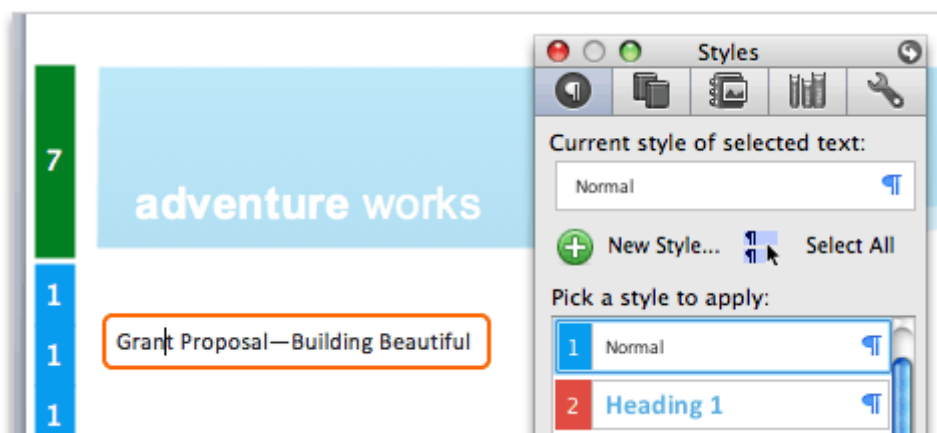 Styles
Current style of selected text:
Normal ¶
New Style... Select All
Pick a style to apply:
1 Normal ¶
2 Heading 1 ¶
7
adventure works
1
Grant Proposal—Building Beautiful
1
1